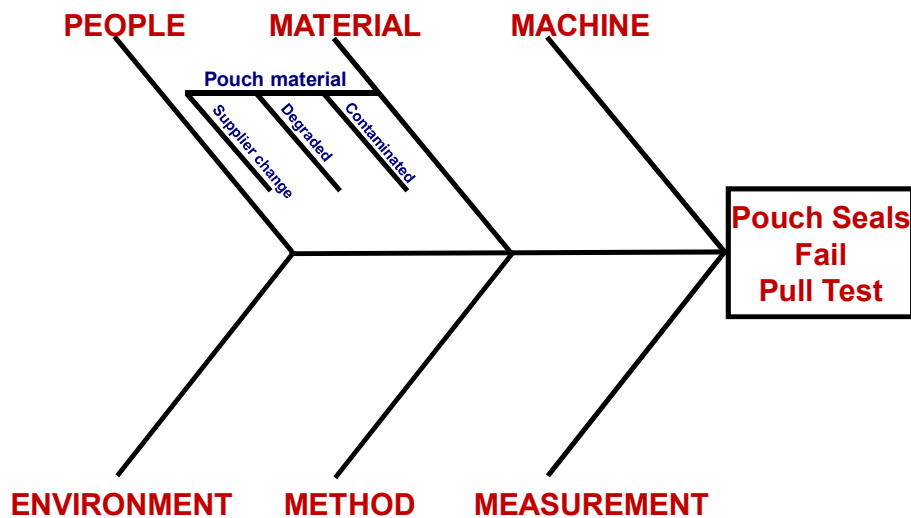 PEOPLE
MATERIAL
MACHINE
Pouch material
Supplier change
Degraded
Contaminated
Pouch Seals
Fail
Pull Test
ENVIRONMENT
METHOD
MEASUREMENT